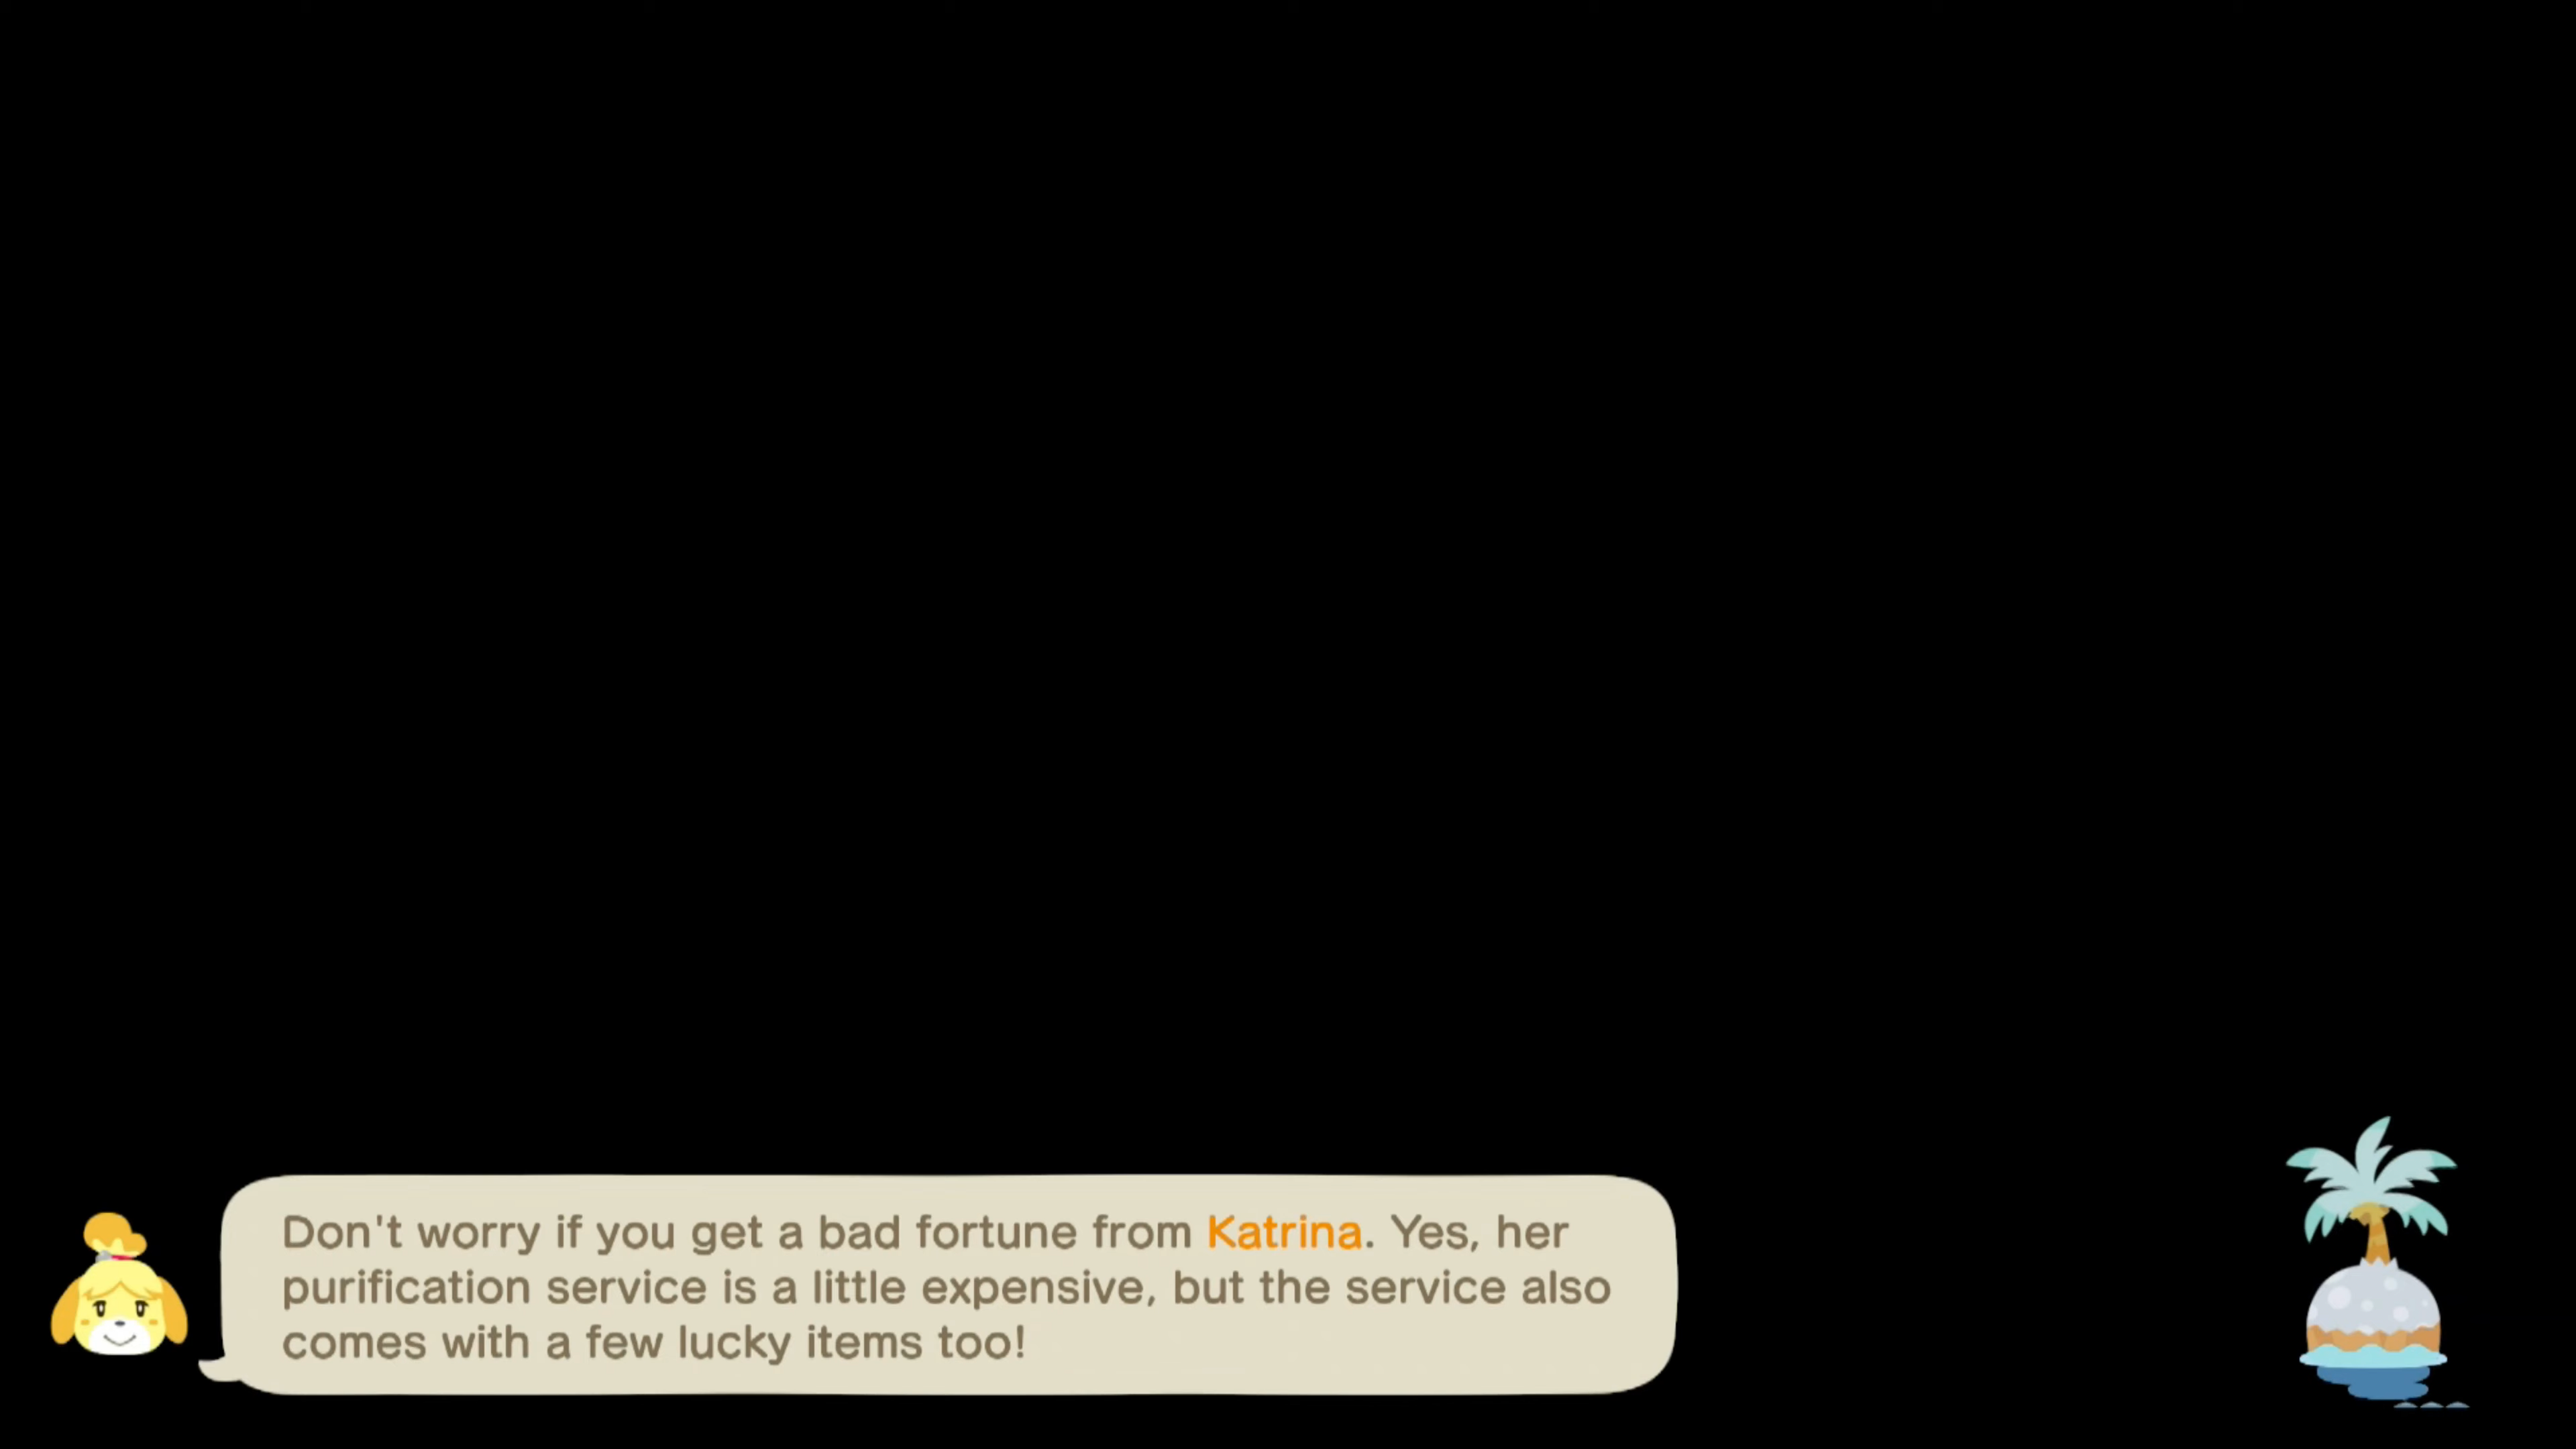 Don't worry if you get a bad fortune from Katrina. Yes, her
purification service is a little expensive, but the service also
comes with a few lucky items too!